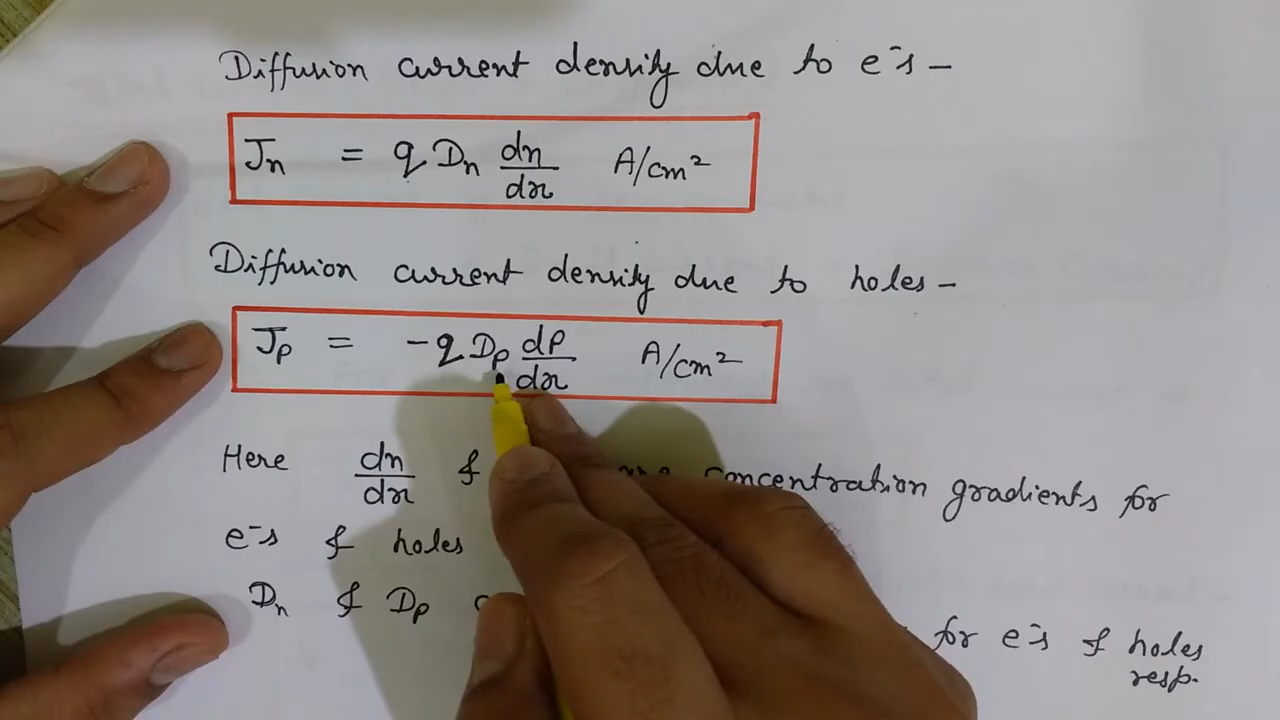 Diffusion current density due to e⁻s –
Jn = q Dn dn/dx A/cm²
Diffusion current density due to holes –
Jp = -q Dp dp/dx A/cm²
Here dn/dx & concentration gradients for
e⁻s & holes
Dn & Dp for e⁻s & holes
resp.